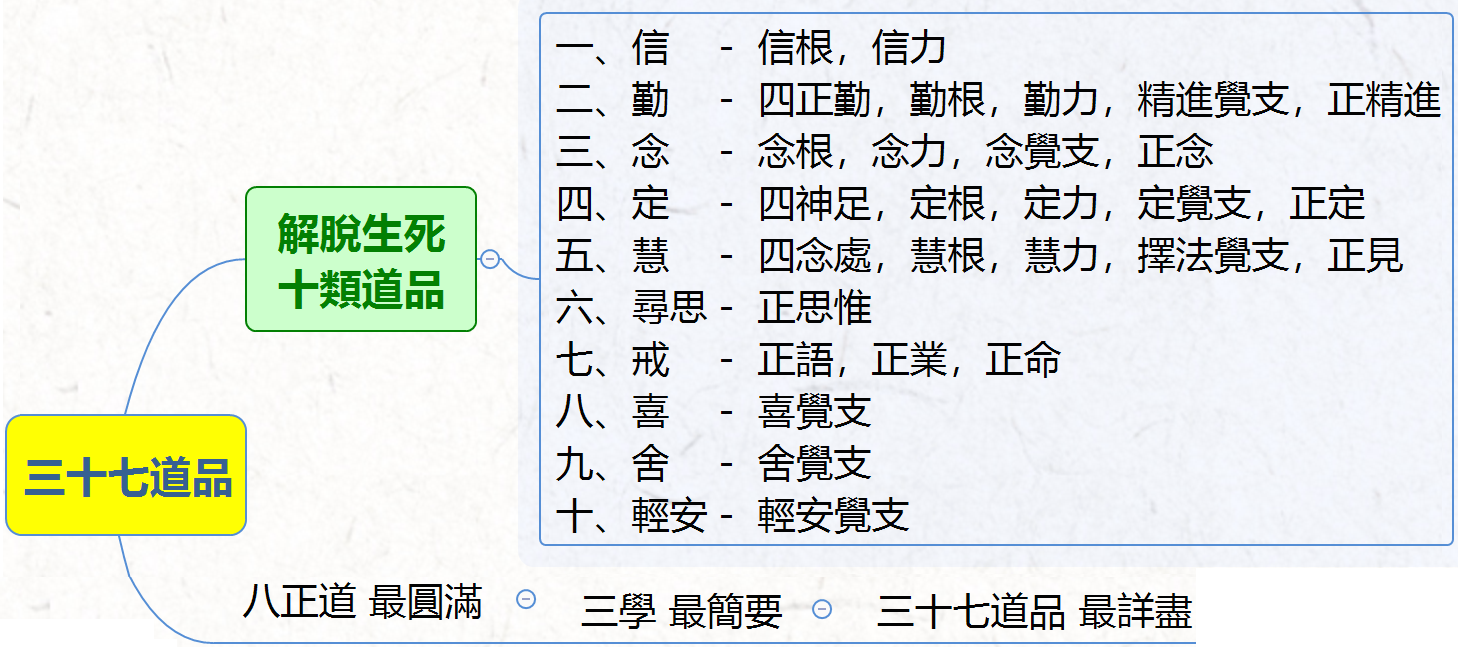 一、信 - 信根，信力
二、勤 - 四正勤，勤根，勤力，精進覺支，正精進
三、念 - 念根，念力，念覺支，正念
四、定 - 四神足，定根，定力，定覺支，正定
五、慧 - 四念處，慧根，慧力，擇法覺支，正見
六、尋思 - 正思惟
七、戒 - 正語，正業，正命
八、喜 - 喜覺支
九、舍 - 舍覺支
十、輕安 - 輕安覺支
解脫生死
十類道品
三十七道品
八正道 最圓滿
三學 最簡要
三十七道品 最詳盡